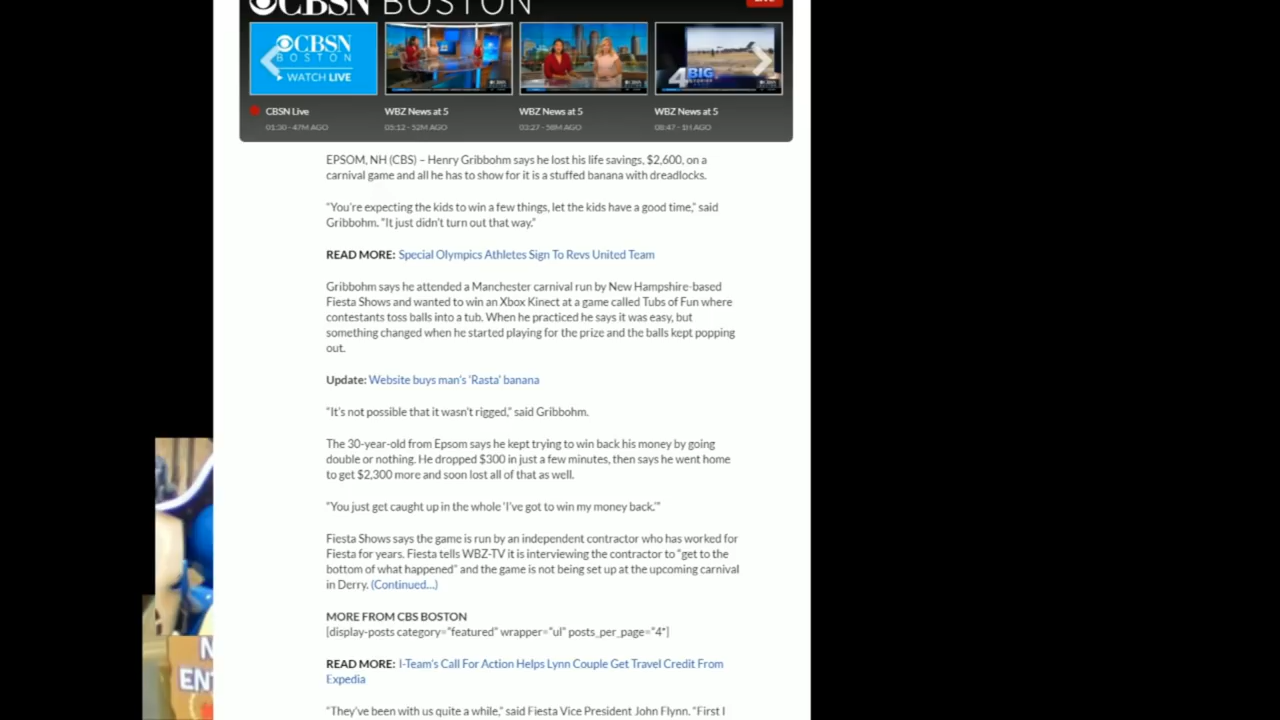 CBSN BOSTON
LIVE
CBSN
BOSTON
WATCH LIVE
4 BIG
CBSN Live
WBZ News at 5
WBZ News at 5
WBZ News at 5
01:30 - 47M AGO
05:12 - 52M AGO
03:27 - 58M AGO
08:47 - 1H AGO
EPSOM, NH (CBS) – Henry Gribbohm says he lost his life savings, $2,600, on a
carnival game and all he has to show for it is a stuffed banana with dreadlocks.
“You’re expecting the kids to win a few things, let the kids have a good time,” said
Gribbohm. “It just didn’t turn out that way.”
READ MORE: Special Olympics Athletes Sign To Revs United Team
Gribbohm says he attended a Manchester carnival run by New Hampshire-based
Fiesta Shows and wanted to win an Xbox Kinect at a game called Tubs of Fun where
contestants toss balls into a tub. When he practiced he says it was easy, but
something changed when he started playing for the prize and the balls kept popping
out.
Update: Website buys man’s ‘Rasta’ banana
“It’s not possible that it wasn’t rigged,” said Gribbohm.
The 30-year-old from Epsom says he kept trying to win back his money by going
double or nothing. He dropped $300 in just a few minutes, then says he went home
to get $2,300 more and soon lost all of that as well.
“You just get caught up in the whole ‘I’ve got to win my money back.’”
Fiesta Shows says the game is run by an independent contractor who has worked for
Fiesta for years. Fiesta tells WBZ-TV it is interviewing the contractor to “get to the
bottom of what happened” and the game is not being set up at the upcoming carnival
in Derry. (Continued...)
MORE FROM CBS BOSTON
[display-posts category=”featured” wrapper=”ul” posts_per_page=”4″]
READ MORE: I-Team’s Call For Action Helps Lynn Couple Get Travel Credit From
Expedia
“They’ve been with us quite a while,” said Fiesta Vice President John Flynn. “First I